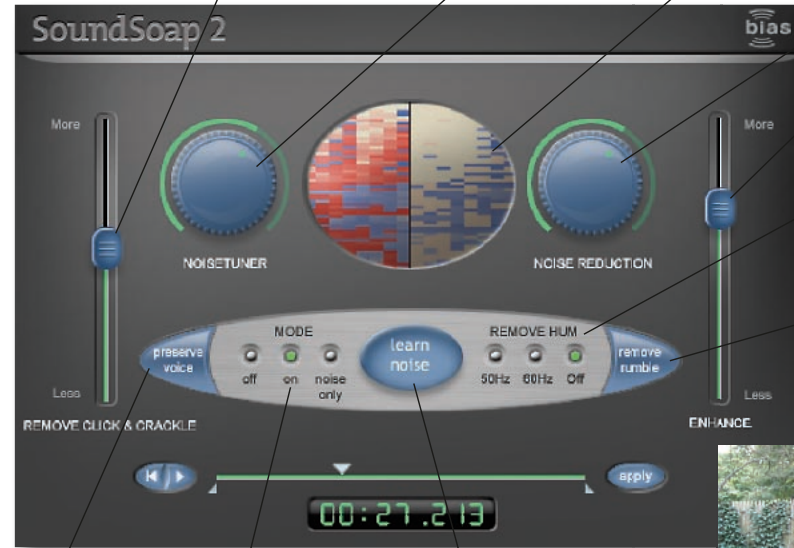 SoundSoap 2
bias
More
More
NOISETUNER
NOISE REDUCTION
MODE
REMOVE HUM
preserve
voice
learn
noise
remove
rumble
off
on
noise
only
50Hz
60Hz
Off
Less
Less
REMOVE CLICK & CRACKLE
ENHANCE
apply
00:27.213